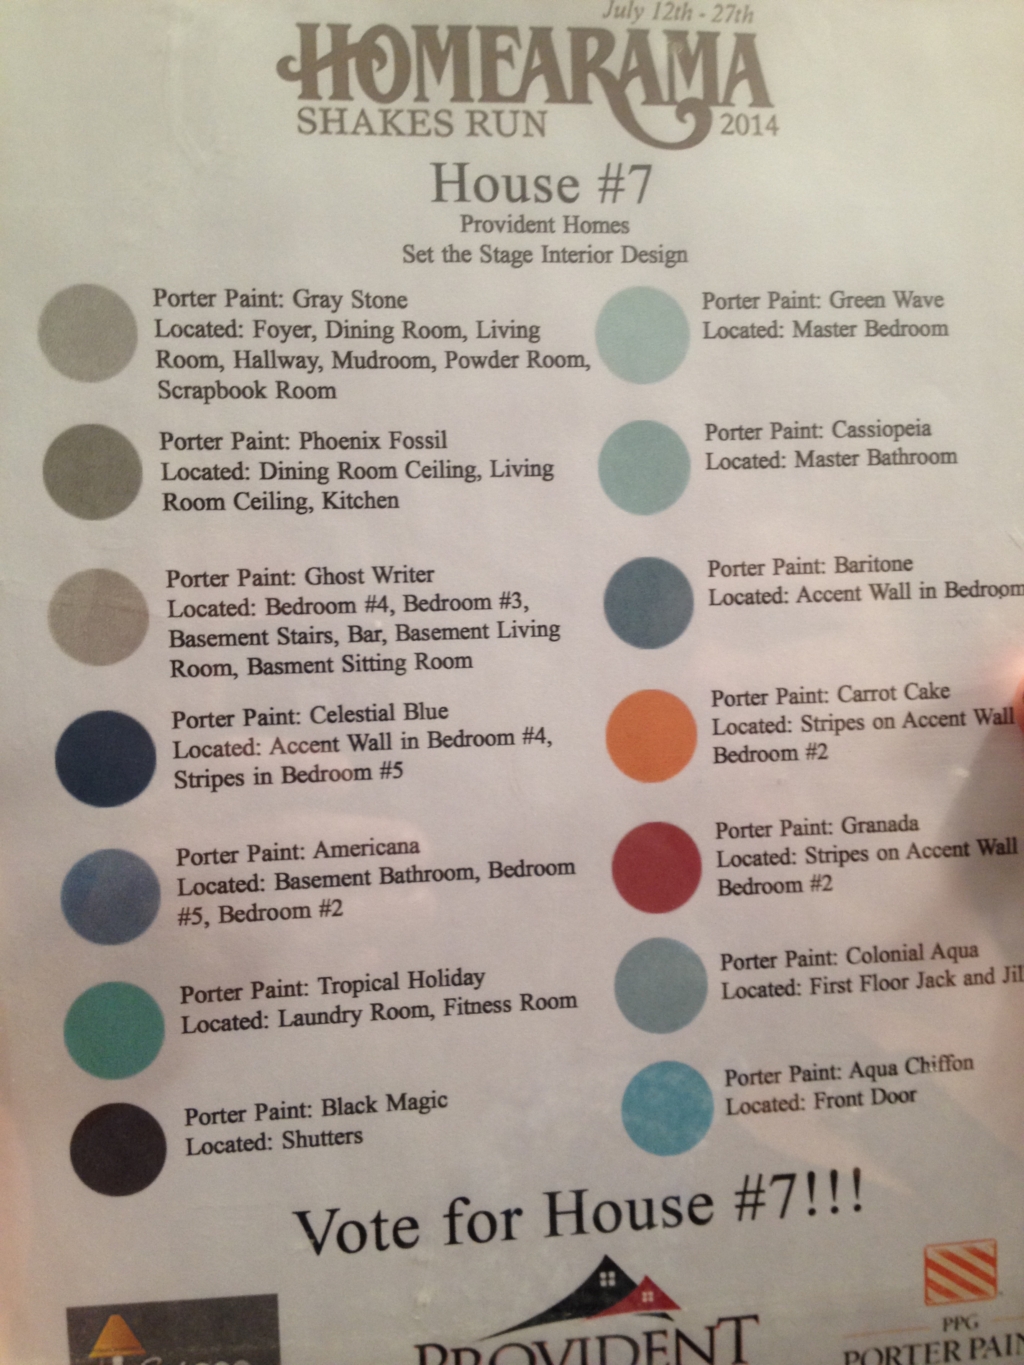 July 12th - 27th
HOMEARAMA
SHAKES RUN 2014
House #7
Provident Homes
Set the Stage Interior Design
Porter Paint: Gray Stone
Located: Foyer, Dining Room, Living
Room, Hallway, Mudroom, Powder Room,
Scrapbook Room
Porter Paint: Phoenix Fossil
Located: Dining Room Ceiling, Living
Room Ceiling, Kitchen
Porter Paint: Ghost Writer
Located: Bedroom #4, Bedroom #3,
Basement Stairs, Bar, Basement Living
Room, Basment Sitting Room
Porter Paint: Celestial Blue
Located: Accent Wall in Bedroom #4,
Stripes in Bedroom #5
Porter Paint: Americana
Located: Basement Bathroom, Bedroom
#5, Bedroom #2
Porter Paint: Tropical Holiday
Located: Laundry Room, Fitness Room
Porter Paint: Black Magic
Located: Shutters
Porter Paint: Green Wave
Located: Master Bedroom
Porter Paint: Cassiopeia
Located: Master Bathroom
Porter Paint: Baritone
Located: Accent Wall in Bedroom
Porter Paint: Carrot Cake
Located: Stripes on Accent Wall
Bedroom #2
Porter Paint: Granada
Located: Stripes on Accent Wall
Bedroom #2
Porter Paint: Colonial Aqua
Located: First Floor Jack and Jil
Porter Paint: Aqua Chiffon
Located: Front Door
Vote for House #7!!!
PROVIDENT
PPG
PORTER PAIN